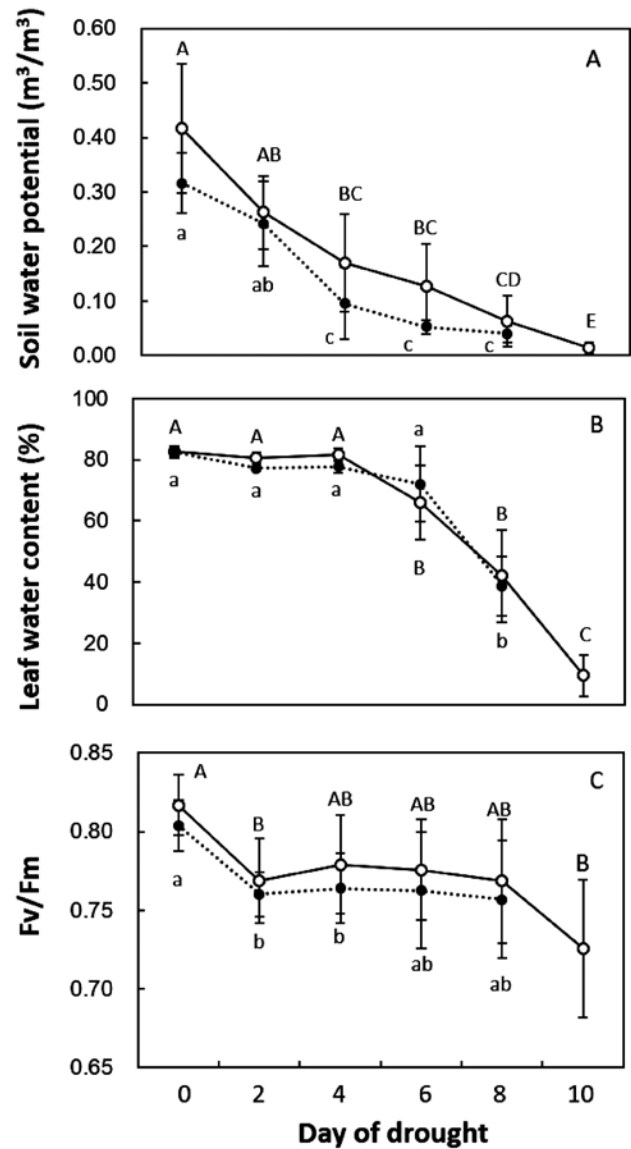 Soil water potential (m³/m³)
0.60
0.50
0.40
0.30
0.20
0.10
0.00
A
A
AB
BC
BC
CD
E
a
ab
c
c
c
Leaf water content (%)
100
80
60
40
20
0
B
A
A
A
a
B
C
a
a
a
B
b
Fv/Fm
0.85
0.80
0.75
0.70
0.65
C
A
B
AB
AB
AB
B
a
b
b
ab
ab
0 2 4 6 8 10
Day of drought